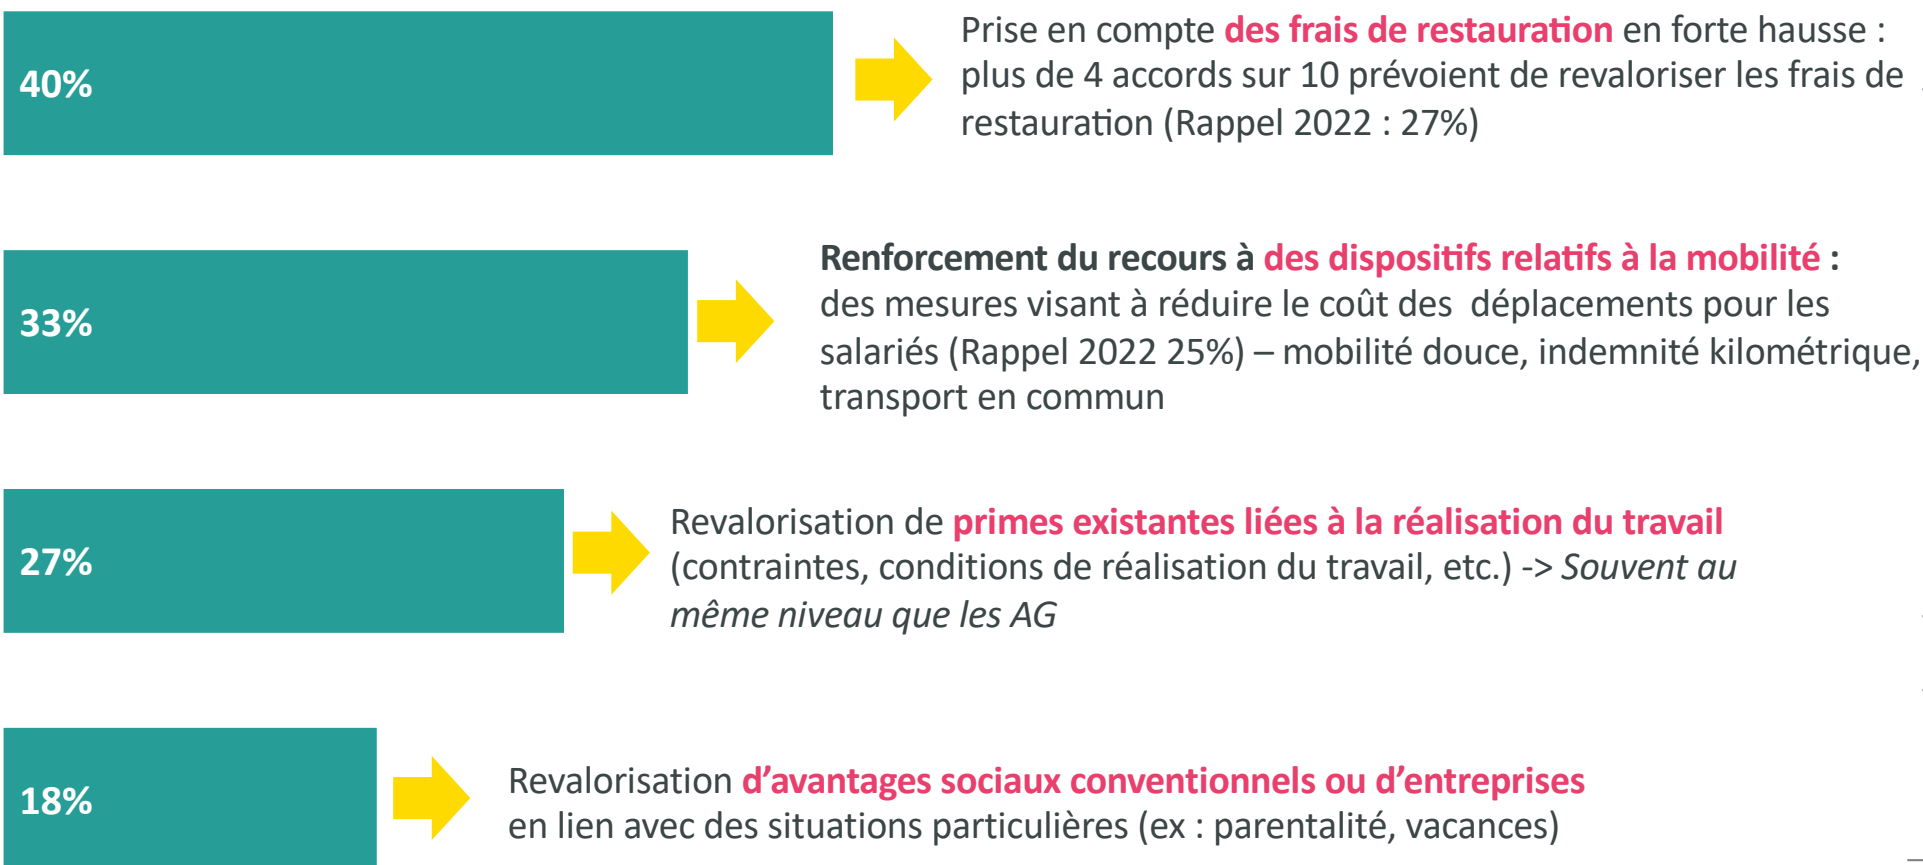 40%
Prise en compte des frais de restauration en forte hausse :
plus de 4 accords sur 10 prévoient de revaloriser les frais de
restauration (Rappel 2022 : 27%)
33%
Renforcement du recours à des dispositifs relatifs à la mobilité :
des mesures visant à réduire le coût des  déplacements pour les
salariés (Rappel 2022 25%) – mobilité douce, indemnité kilométrique,
transport en commun
27%
Revalorisation de primes existantes liées à la réalisation du travail
(contraintes, conditions de réalisation du travail, etc.) -> Souvent au
même niveau que les AG
18%
Revalorisation d’avantages sociaux conventionnels ou d’entreprises
en lien avec des situations particulières (ex : parentalité, vacances)